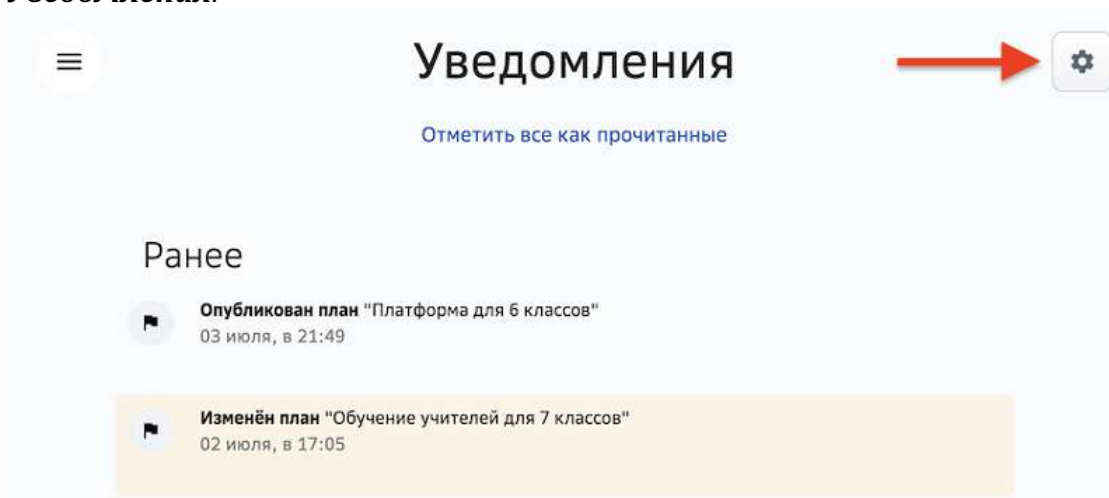 Уведомления
Отметить все как прочитанные
Ранее
Опубликован план "Платформа для 6 классов"
03 июля, в 21:49
Изменён план "Обучение учителей для 7 классов"
02 июля, в 17:05